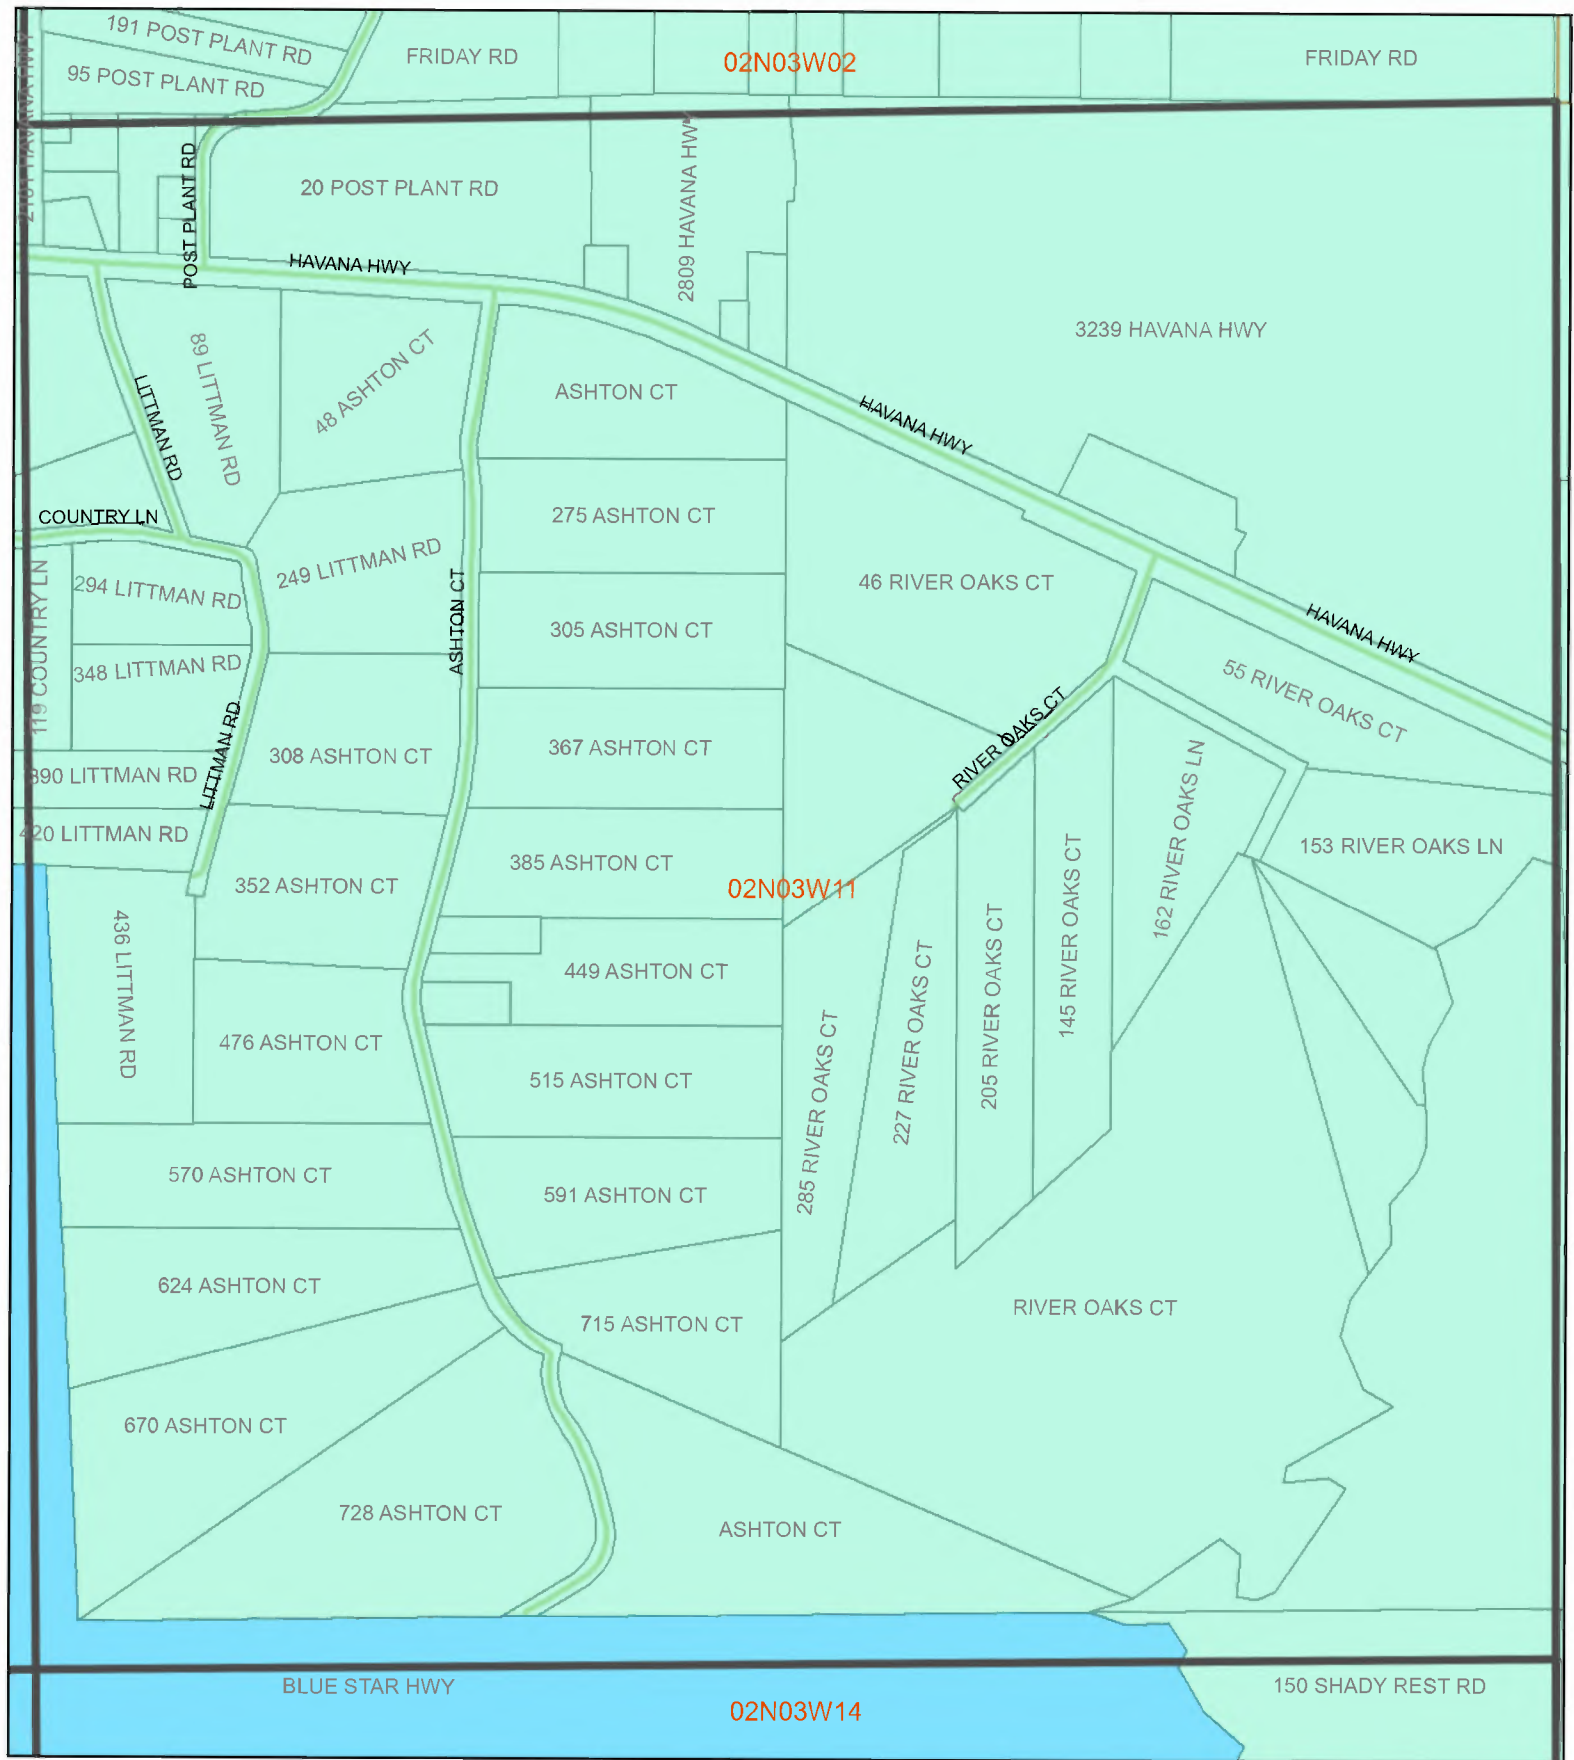 191 POST PLANT RD
FRIDAY RD
02N03W02
FRIDAY RD
95 POST PLANT RD
POST PLANT RD
20 POST PLANT RD
2809 HAVANA HWY
HAVANA HWY
3239 HAVANA HWY
89 LITTMAN RD
48 ASHTON CT
ASHTON CT
HAVANA HWY
LITTMAN RD
COUNTRY LN
275 ASHTON CT
249 LITTMAN RD
294 LITTMAN RD
46 RIVER OAKS CT
119 COUNTRY LN
ASHTON CT
305 ASHTON CT
HAVANA HWY
348 LITTMAN RD
55 RIVER OAKS CT
LITTMAN RD
308 ASHTON CT
367 ASHTON CT
RIVER OAKS CT
390 LITTMAN RD
162 RIVER OAKS LN
420 LITTMAN RD
153 RIVER OAKS LN
385 ASHTON CT
352 ASHTON CT
02N03W11
436 LITTMAN RD
145 RIVER OAKS CT
449 ASHTON CT
205 RIVER OAKS CT
227 RIVER OAKS CT
476 ASHTON CT
515 ASHTON CT
285 RIVER OAKS CT
570 ASHTON CT
591 ASHTON CT
624 ASHTON CT
RIVER OAKS CT
715 ASHTON CT
670 ASHTON CT
728 ASHTON CT
ASHTON CT
BLUE STAR HWY
150 SHADY REST RD
02N03W14